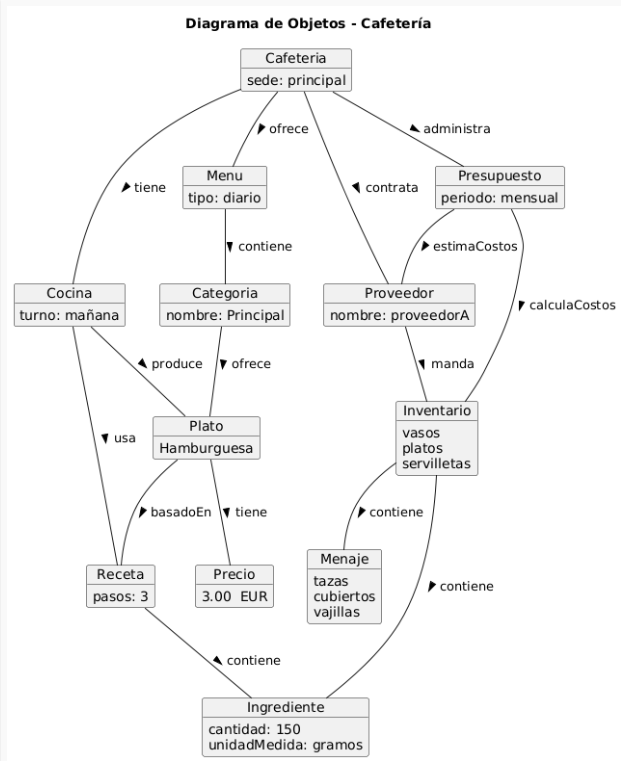 Diagrama de Objetos - Cafetería
Cafeteria
sede: principal
ofrece
administra
Menu
tipo: diario
Presupuesto
periodo: mensual
tiene
contrata
contiene
estimaCostos
Cocina
turno: mañana
Categoria
nombre: Principal
Proveedor
nombre: proveedorA
calculaCostos
produce
ofrece
manda
Plato
Hamburguesa
Inventario
vasos
platos
servilletas
usa
basadoEn
tiene
contiene
Menaje
tazas
cubiertos
vajillas
Receta
pasos: 3
Precio
3.00 EUR
contiene
contiene
Ingrediente
cantidad: 150
unidadMedida: gramos